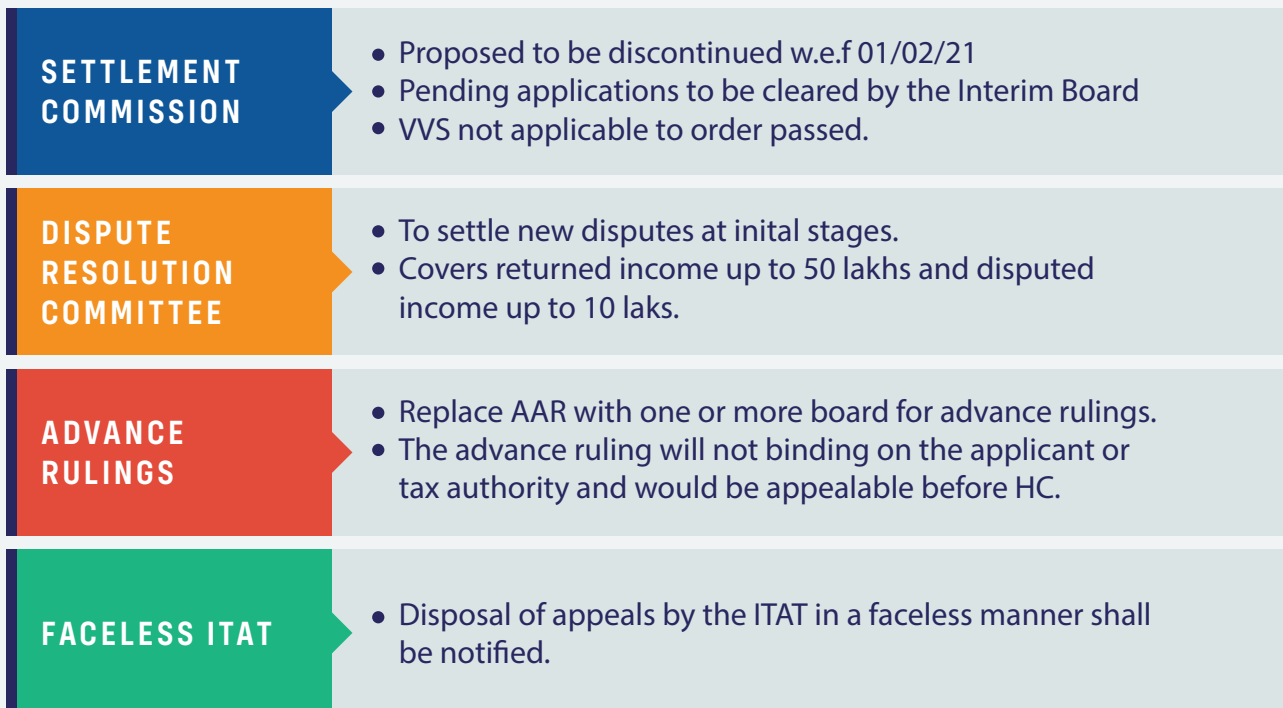 SETTLEMENT
COMMISSION
• Proposed to be discontinued w.e.f 01/02/21
• Pending applications to be cleared by the Interim Board
• VVS not applicable to order passed.
DISPUTE
RESOLUTION
COMMITTEE
• To settle new disputes at inital stages.
• Covers returned income up to 50 lakhs and disputed
income up to 10 laks.
ADVANCE
RULINGS
• Replace AAR with one or more board for advance rulings.
• The advance ruling will not binding on the applicant or
tax authority and would be appealable before HC.
FACELESS ITAT
• Disposal of appeals by the ITAT in a faceless manner shall
be notified.